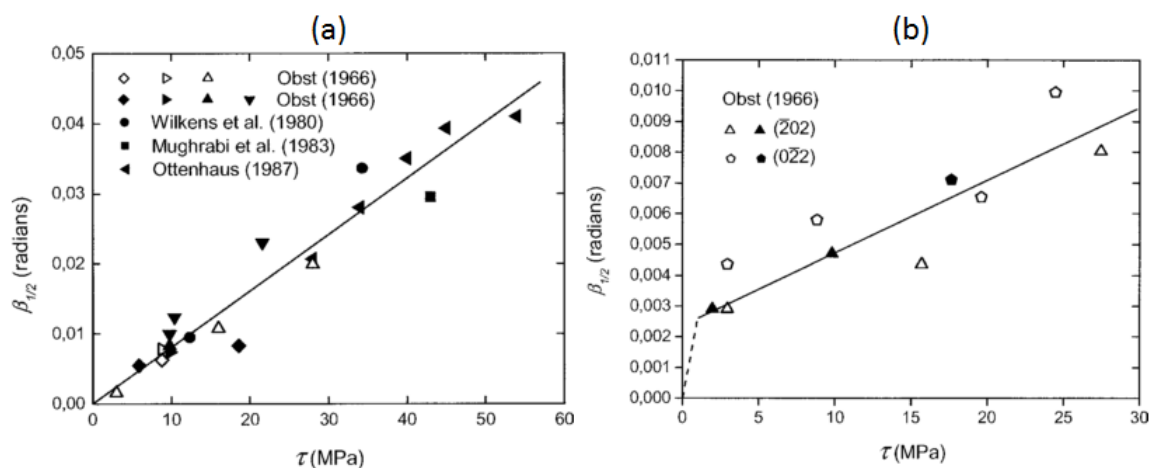 (a)
0,05
0,04
0,03
0,02
0,01
0,00
β1/2 (radians)
Obst (1966)
Obst (1966)
Wilkens et al. (1980)
Mughrabi et al. (1983)
Ottenhaus (1987)
0 10 20 30 40 50 60
τ (MPa)
(b)
0,011
0,010
0,009
0,008
0,007
0,006
0,005
0,004
0,003
0,002
0,001
0,000
β1/2 (radians)
Obst (1966)
(2̅02)
(02̅2)
0 5 10 15 20 25 30
τ (MPa)